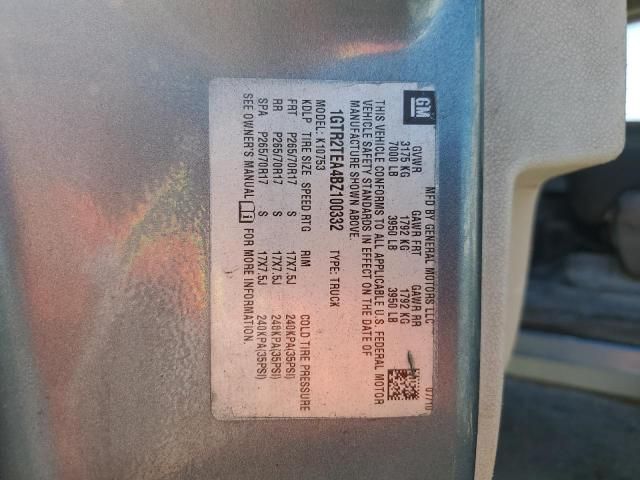 GM
MFD BY GENERAL MOTORS LLC 07/10
GVWR GAWR FRT GAWR RR
3175 KG 1792 KG 1792 KG
7000 LB 3950 LB 3950 LB
THIS VEHICLE CONFORMS TO ALL APPLICABLE U.S. FEDERAL MOTOR
VEHICLE SAFETY STANDARDS IN EFFECT ON THE DATE OF
MANUFACTURE SHOWN ABOVE.
1GTR2TEA4BZ100332 TYPE: TRUCK
MODEL: K10753
KDLP TIRE SIZE SPEED RTG RIM COLD TIRE PRESSURE
FRT P265/70R17 S 17X7.5J 240KPA(35PSI)
RR P265/70R17 S 17X7.5J 240KPA(35PSI)
SPA P265/70R17 S 17X7.5J 240KPA(35PSI)
SEE OWNER'S MANUAL FOR MORE INFORMATION.